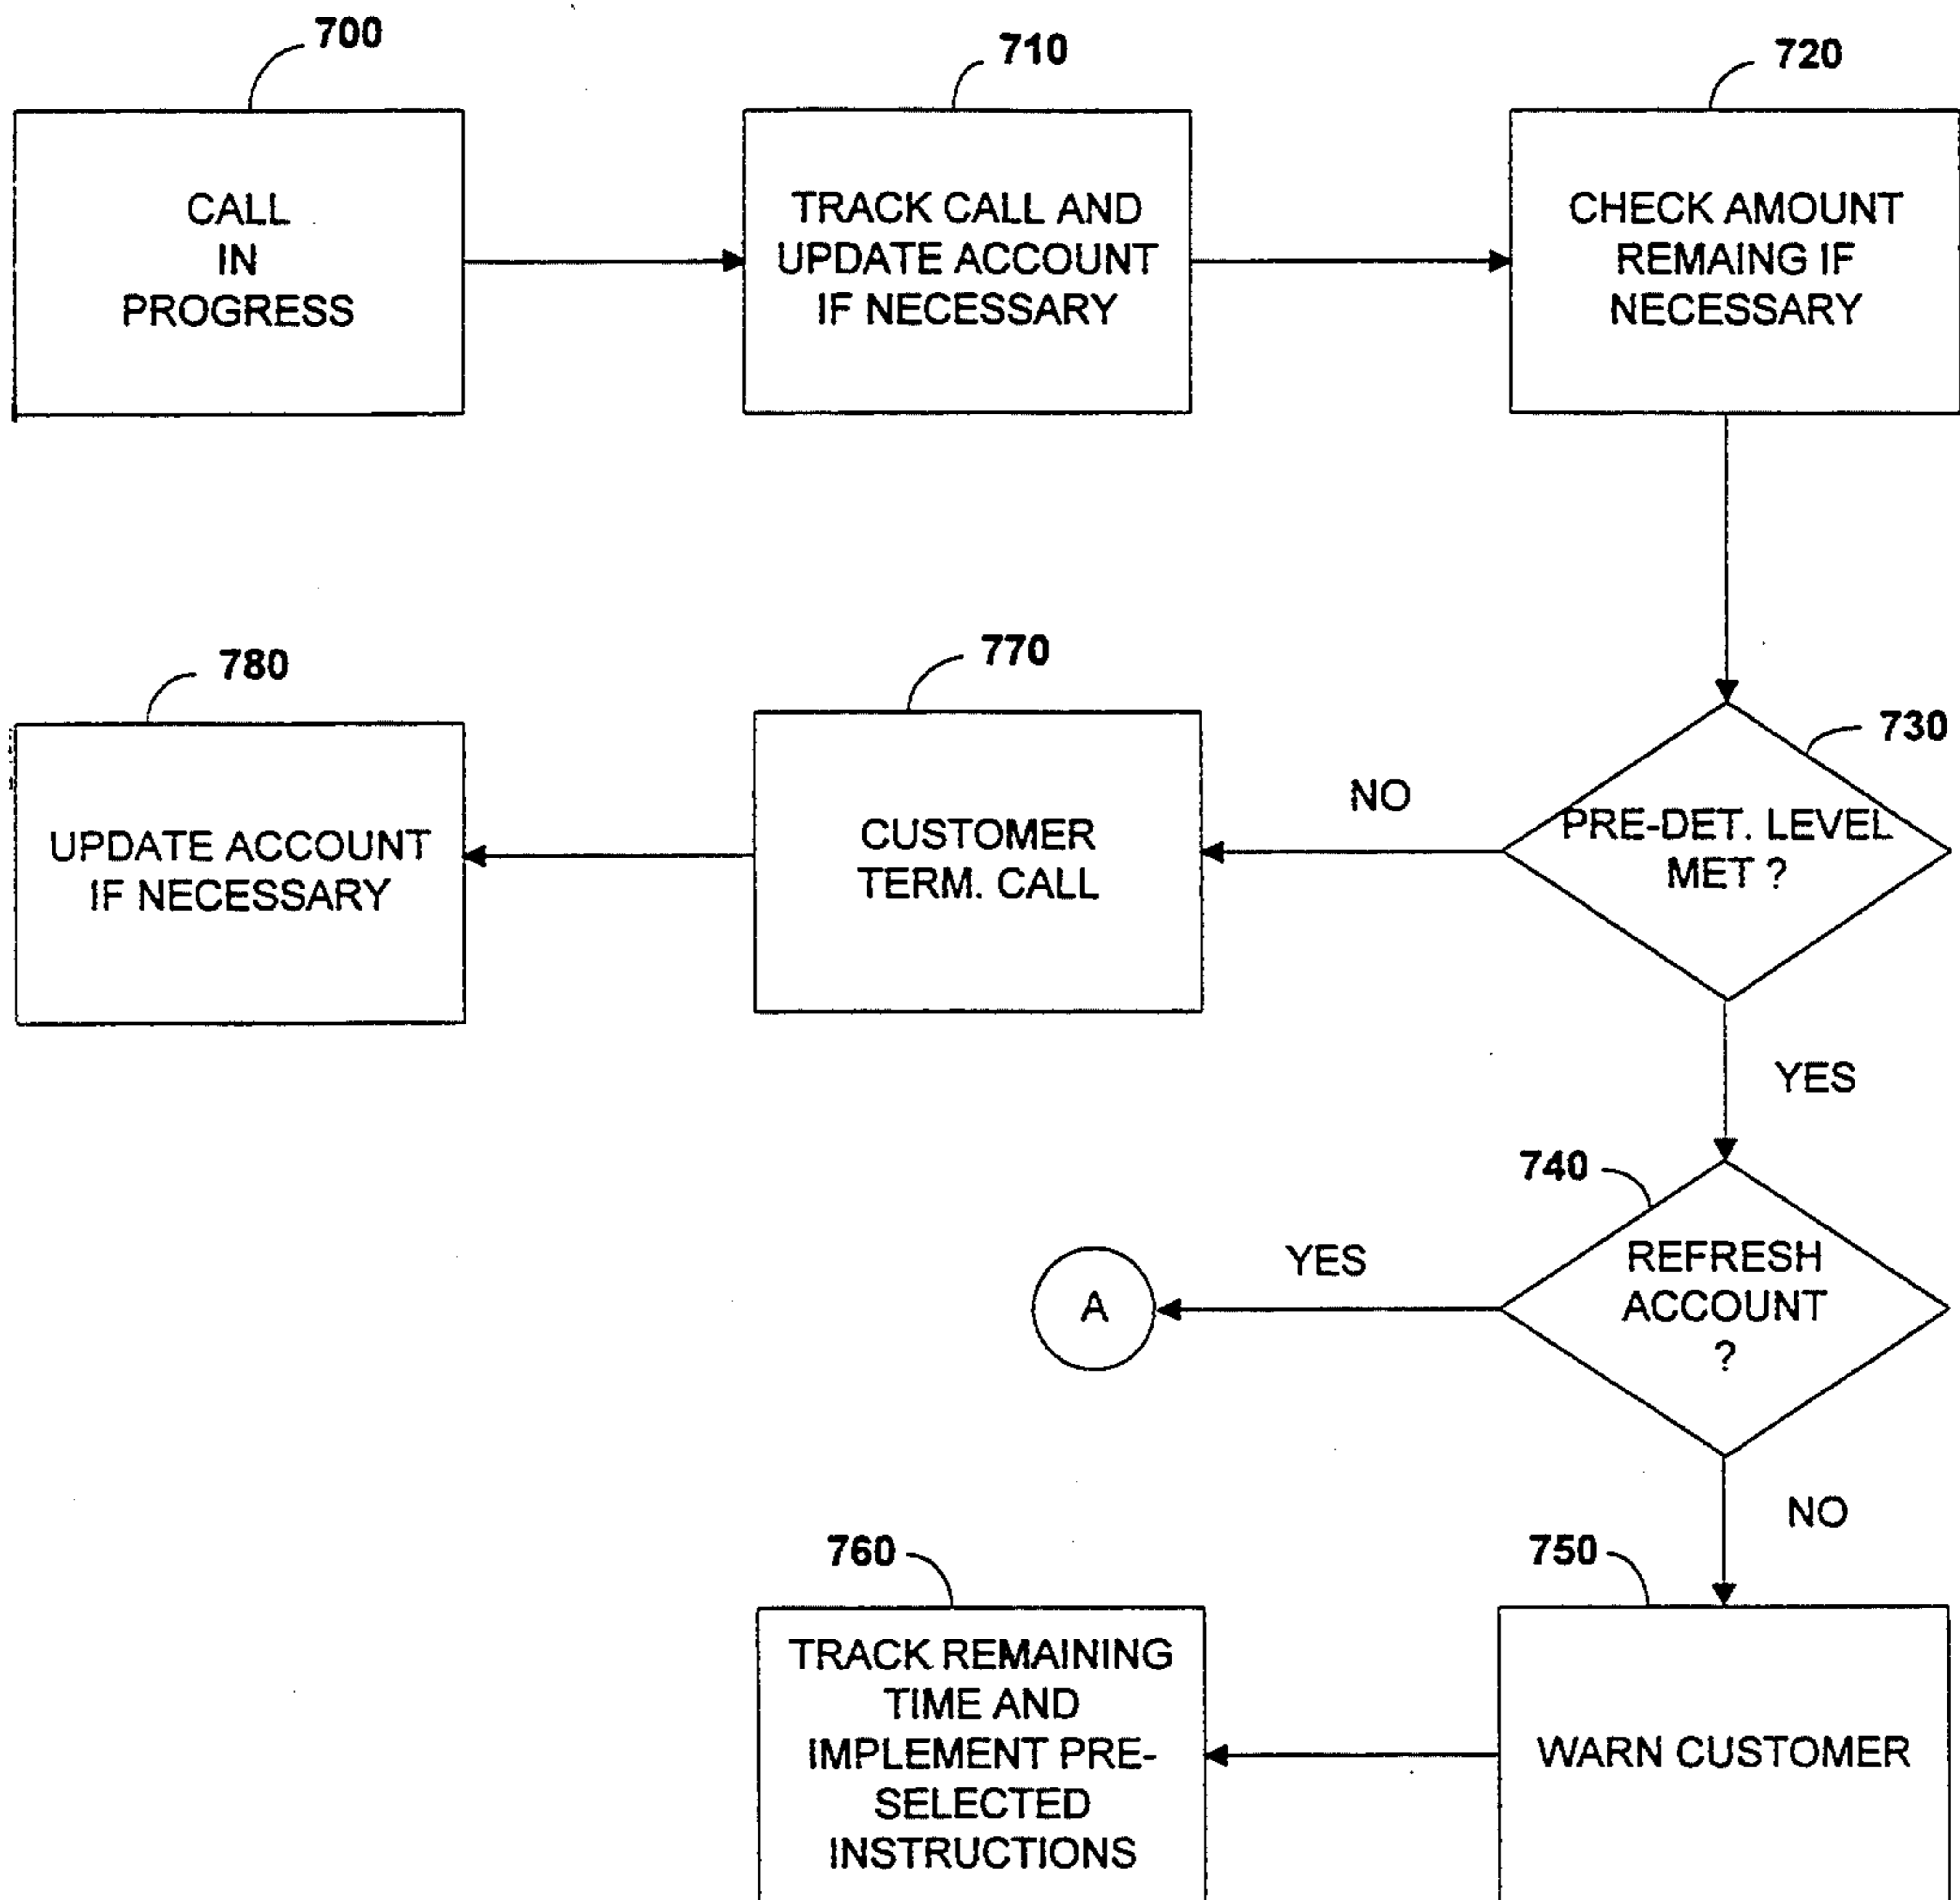 700
CALL
IN
PROGRESS
710
TRACK CALL AND
UPDATE ACCOUNT
IF NECESSARY
720
CHECK AMOUNT
REMAING IF
NECESSARY
730
PRE-DET. LEVEL
MET ?
NO
770
CUSTOMER
TERM. CALL
780
UPDATE ACCOUNT
IF NECESSARY
YES
740
REFRESH
ACCOUNT
?
YES
A
NO
750
WARN CUSTOMER
760
TRACK REMAINING
TIME AND
IMPLEMENT PRE-
SELECTED
INSTRUCTIONS